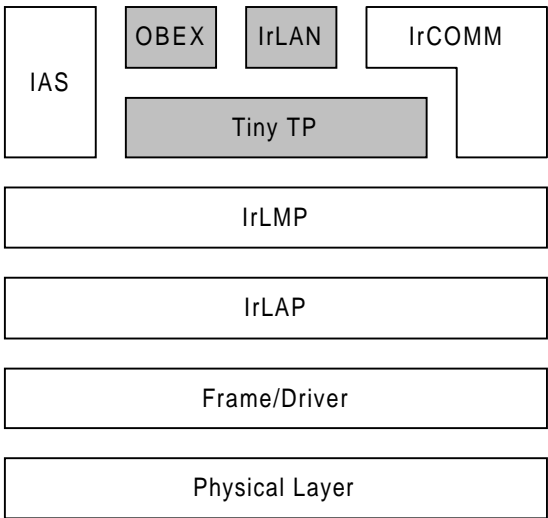 OBEX
IrLAN
IrCOMM
IAS
Tiny TP
IrLMP
IrLAP
Frame/Driver
Physical Layer